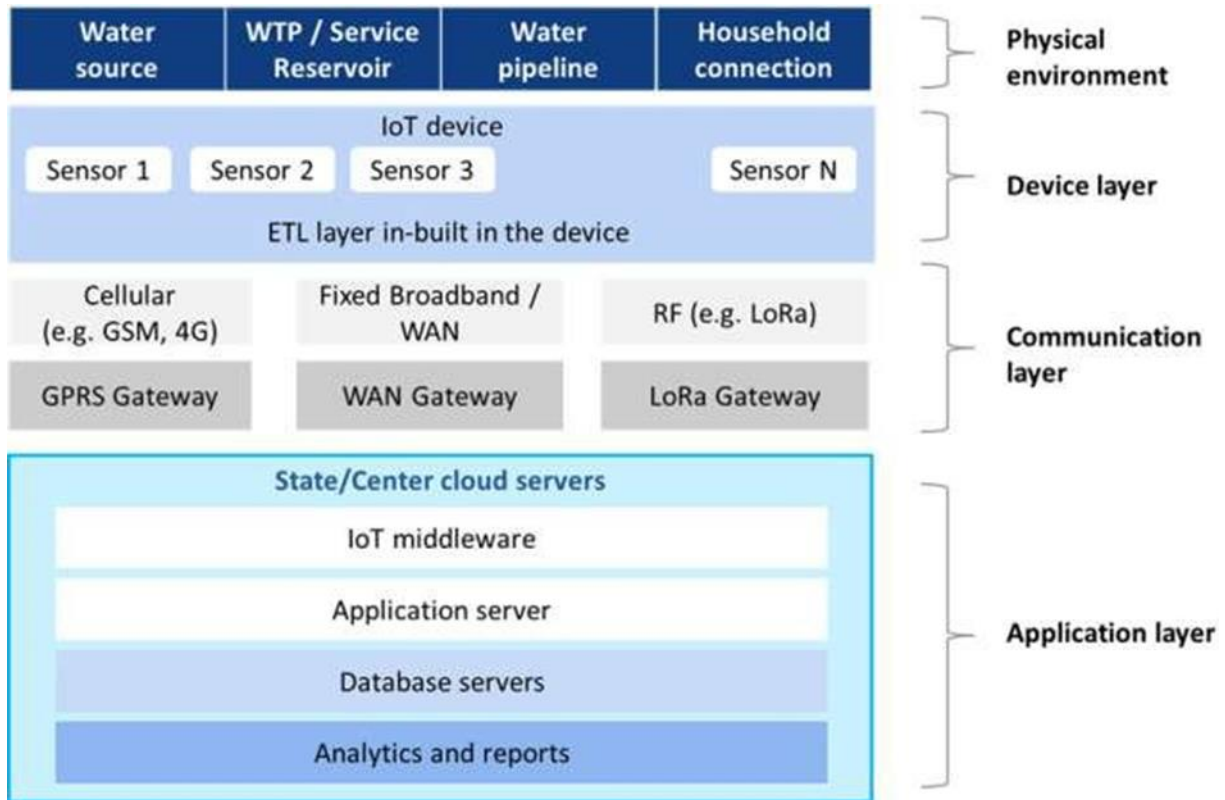 Water
source
WTP / Service
Reservoir
Water
pipeline
Household
connection
Physical
environment
IoT device
Sensor 1
Sensor 2
Sensor 3
Sensor N
ETL layer in-built in the device
Device layer
Cellular
(e.g. GSM, 4G)
Fixed Broadband /
WAN
RF (e.g. LoRa)
GPRS Gateway
WAN Gateway
LoRa Gateway
Communication
layer
State/Center cloud servers
IoT middleware
Application server
Database servers
Analytics and reports
Application layer